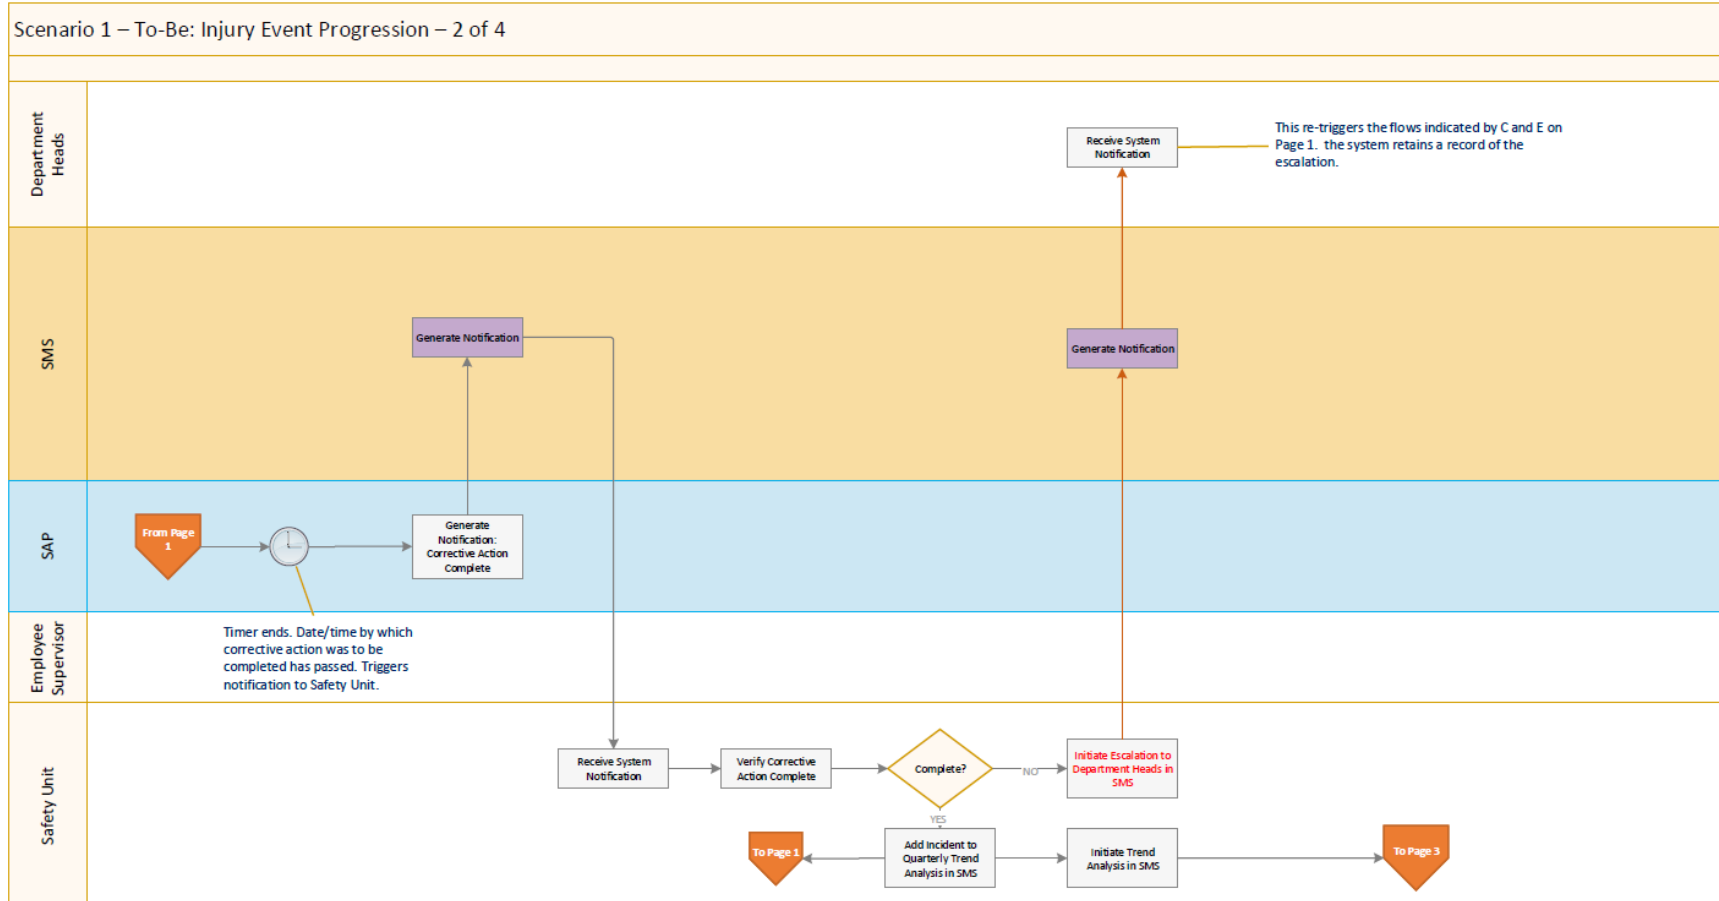 Scenario 1 – To-Be: Injury Event Progression – 2 of 4
Department
Heads
Receive System
Notification
This re-triggers the flows indicated by C and E on
Page 1.  the system retains a record of the
escalation.
SMS
Generate Notification
Generate Notification
SAP
From Page
1
Generate
Notification:
Corrective Action
Complete
Employee
Supervisor
Timer ends. Date/time by which
corrective action was to be
completed has passed. Triggers
notification to Safety Unit.
Safety Unit
Receive System
Notification
Verify Corrective
Action Complete
Complete?
NO
Initiate Escalation to
Department Heads in
SMS
YES
To Page 1
Add Incident to
Quarterly Trend
Analysis in SMS
Initiate Trend
Analysis in SMS
To Page 3